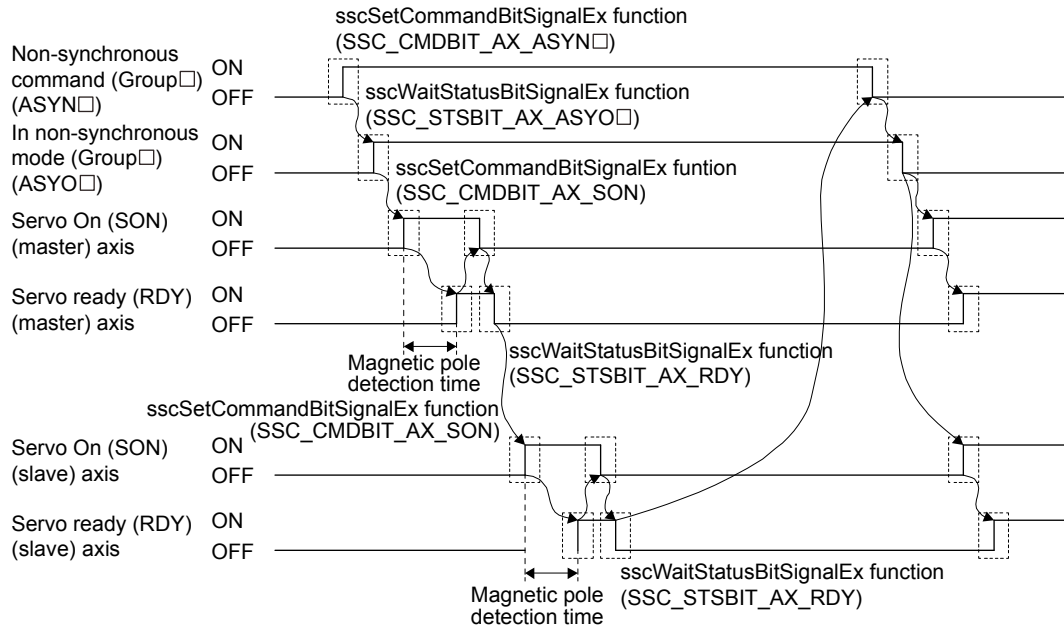 sscSetCommandBitSignalEx function
(SSC_CMDBIT_AX_ASYN□)
Non-synchronous
command (Group□)
(ASYN□)
ON
OFF
sscWaitStatusBitSignalEx function
(SSC_STSBIT_AX_ASYO□)
In non-synchronous
mode (Group□)
(ASYO□)
ON
OFF
sscSetCommandBitSignalEx funtion
(SSC_CMDBIT_AX_SON)
Servo On (SON)
(master) axis
ON
OFF
Servo ready (RDY)
(master) axis
ON
OFF
Magnetic pole
detection time
sscWaitStatusBitSignalEx function
(SSC_STSBIT_AX_RDY)
sscSetCommandBitSignalEx function
(SSC_CMDBIT_AX_SON)
Servo On (SON)
(slave) axis
ON
OFF
Servo ready (RDY)
(slave) axis
ON
OFF
Magnetic pole
detection time
sscWaitStatusBitSignalEx function
(SSC_STSBIT_AX_RDY)